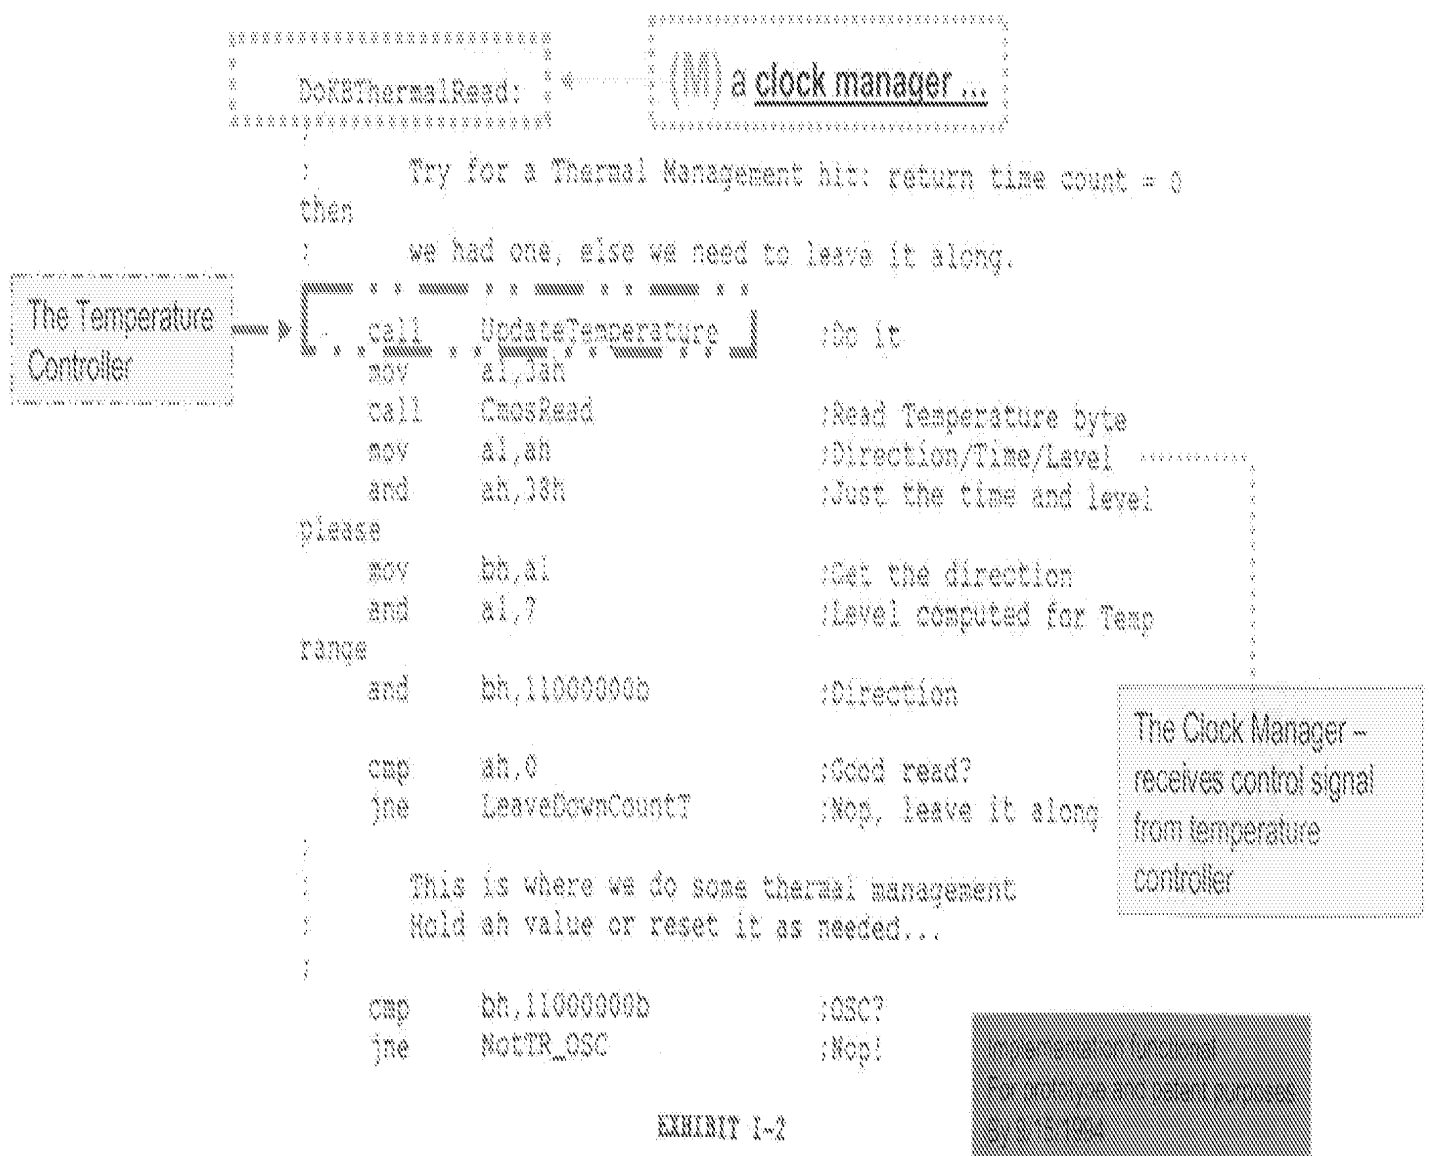 DoKBThermalRead:
(M) a clock manager ...
;
; Try for a Thermal Management hit: return time count = 0
then
; we had one, else we need to leave it along.
;
The Temperature
Controller
call UpdateTemperature ;Do it
mov al,3ah
call CmosRead ;Read Temperature byte
mov al,ah ;Direction/Time/Level
and ah,38h ;Just the time and level
please
mov bh,al ;Get the direction
and al,7 ;Level computed for Temp
range
and bh,11000000b ;Direction
The Clock Manager –
receives control signal
from temperature
controller
cmp ah,0 ;Good read?
jne LeaveDownCountT ;Nop, leave it along
;
; This is where we do some thermal management
; Hold ah value or reset it as needed...
;
cmp bh,11000000b ;OSC?
jne NotTR_OSC ;Nop!
EXHIBIT I-2